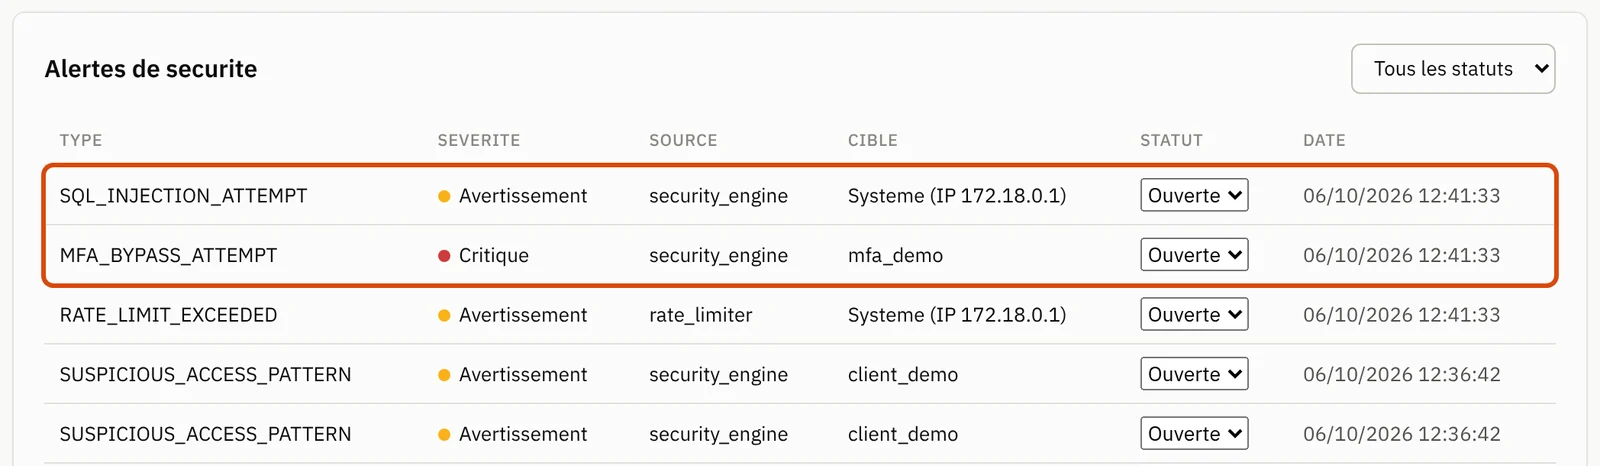 Alertes de securite
Tous les statuts
TYPE SEVERITE SOURCE CIBLE STATUT DATE
SQL_INJECTION_ATTEMPT Avertissement security_engine Systeme (IP 172.18.0.1) Ouverte 06/10/2026 12:41:33
MFA_BYPASS_ATTEMPT Critique security_engine mfa_demo Ouverte 06/10/2026 12:41:33
RATE_LIMIT_EXCEEDED Avertissement rate_limiter Systeme (IP 172.18.0.1) Ouverte 06/10/2026 12:41:33
SUSPICIOUS_ACCESS_PATTERN Avertissement security_engine client_demo Ouverte 06/10/2026 12:36:42
SUSPICIOUS_ACCESS_PATTERN Avertissement security_engine client_demo Ouverte 06/10/2026 12:36:42